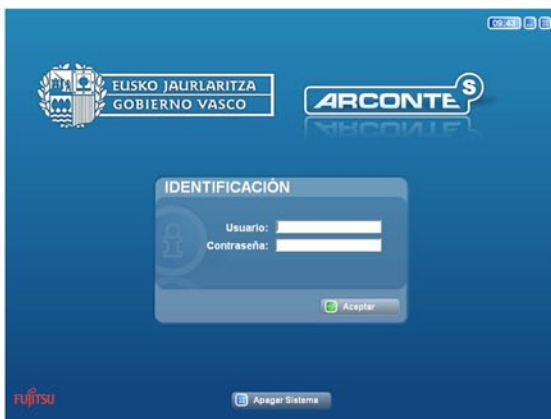 09:43
EUSKO JAURLARITZA
GOBIERNO VASCO
ARCONTE S
IDENTIFICACIÓN
Usuario:
Contraseña:
Aceptar
FUJITSU
Apagar Sistema